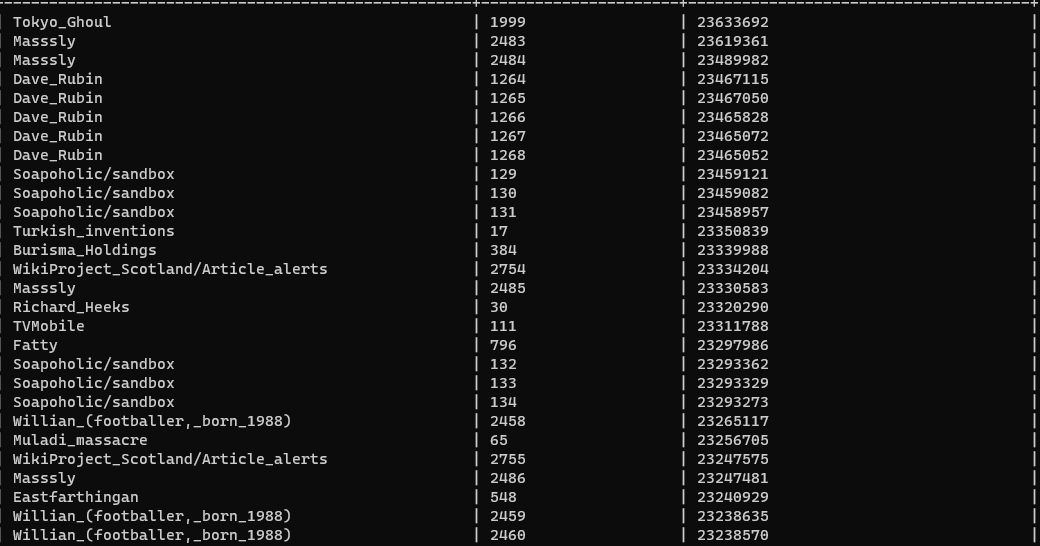 | Tokyo_Ghoul | 1999 | 23633692 |
| Masssly | 2483 | 23619361 |
| Masssly | 2484 | 23489982 |
| Dave_Rubin | 1264 | 23467115 |
| Dave_Rubin | 1265 | 23467050 |
| Dave_Rubin | 1266 | 23465828 |
| Dave_Rubin | 1267 | 23465072 |
| Dave_Rubin | 1268 | 23465052 |
| Soapoholic/sandbox | 129 | 23459121 |
| Soapoholic/sandbox | 130 | 23459082 |
| Soapoholic/sandbox | 131 | 23458957 |
| Turkish_inventions | 17 | 23350839 |
| Burisma_Holdings | 384 | 23339988 |
| WikiProject_Scotland/Article_alerts | 2754 | 23334204 |
| Masssly | 2485 | 23330583 |
| Richard_Heeks | 30 | 23320290 |
| TVMobile | 111 | 23311788 |
| Fatty | 796 | 23297986 |
| Soapoholic/sandbox | 132 | 23293362 |
| Soapoholic/sandbox | 133 | 23293329 |
| Soapoholic/sandbox | 134 | 23293273 |
| Willian_(footballer,_born_1988) | 2458 | 23265117 |
| Muladi_massacre | 65 | 23256705 |
| WikiProject_Scotland/Article_alerts | 2755 | 23247575 |
| Masssly | 2486 | 23247481 |
| Eastfarthingan | 548 | 23240929 |
| Willian_(footballer,_born_1988) | 2459 | 23238635 |
| Willian_(footballer,_born_1988) | 2460 | 23238570 |